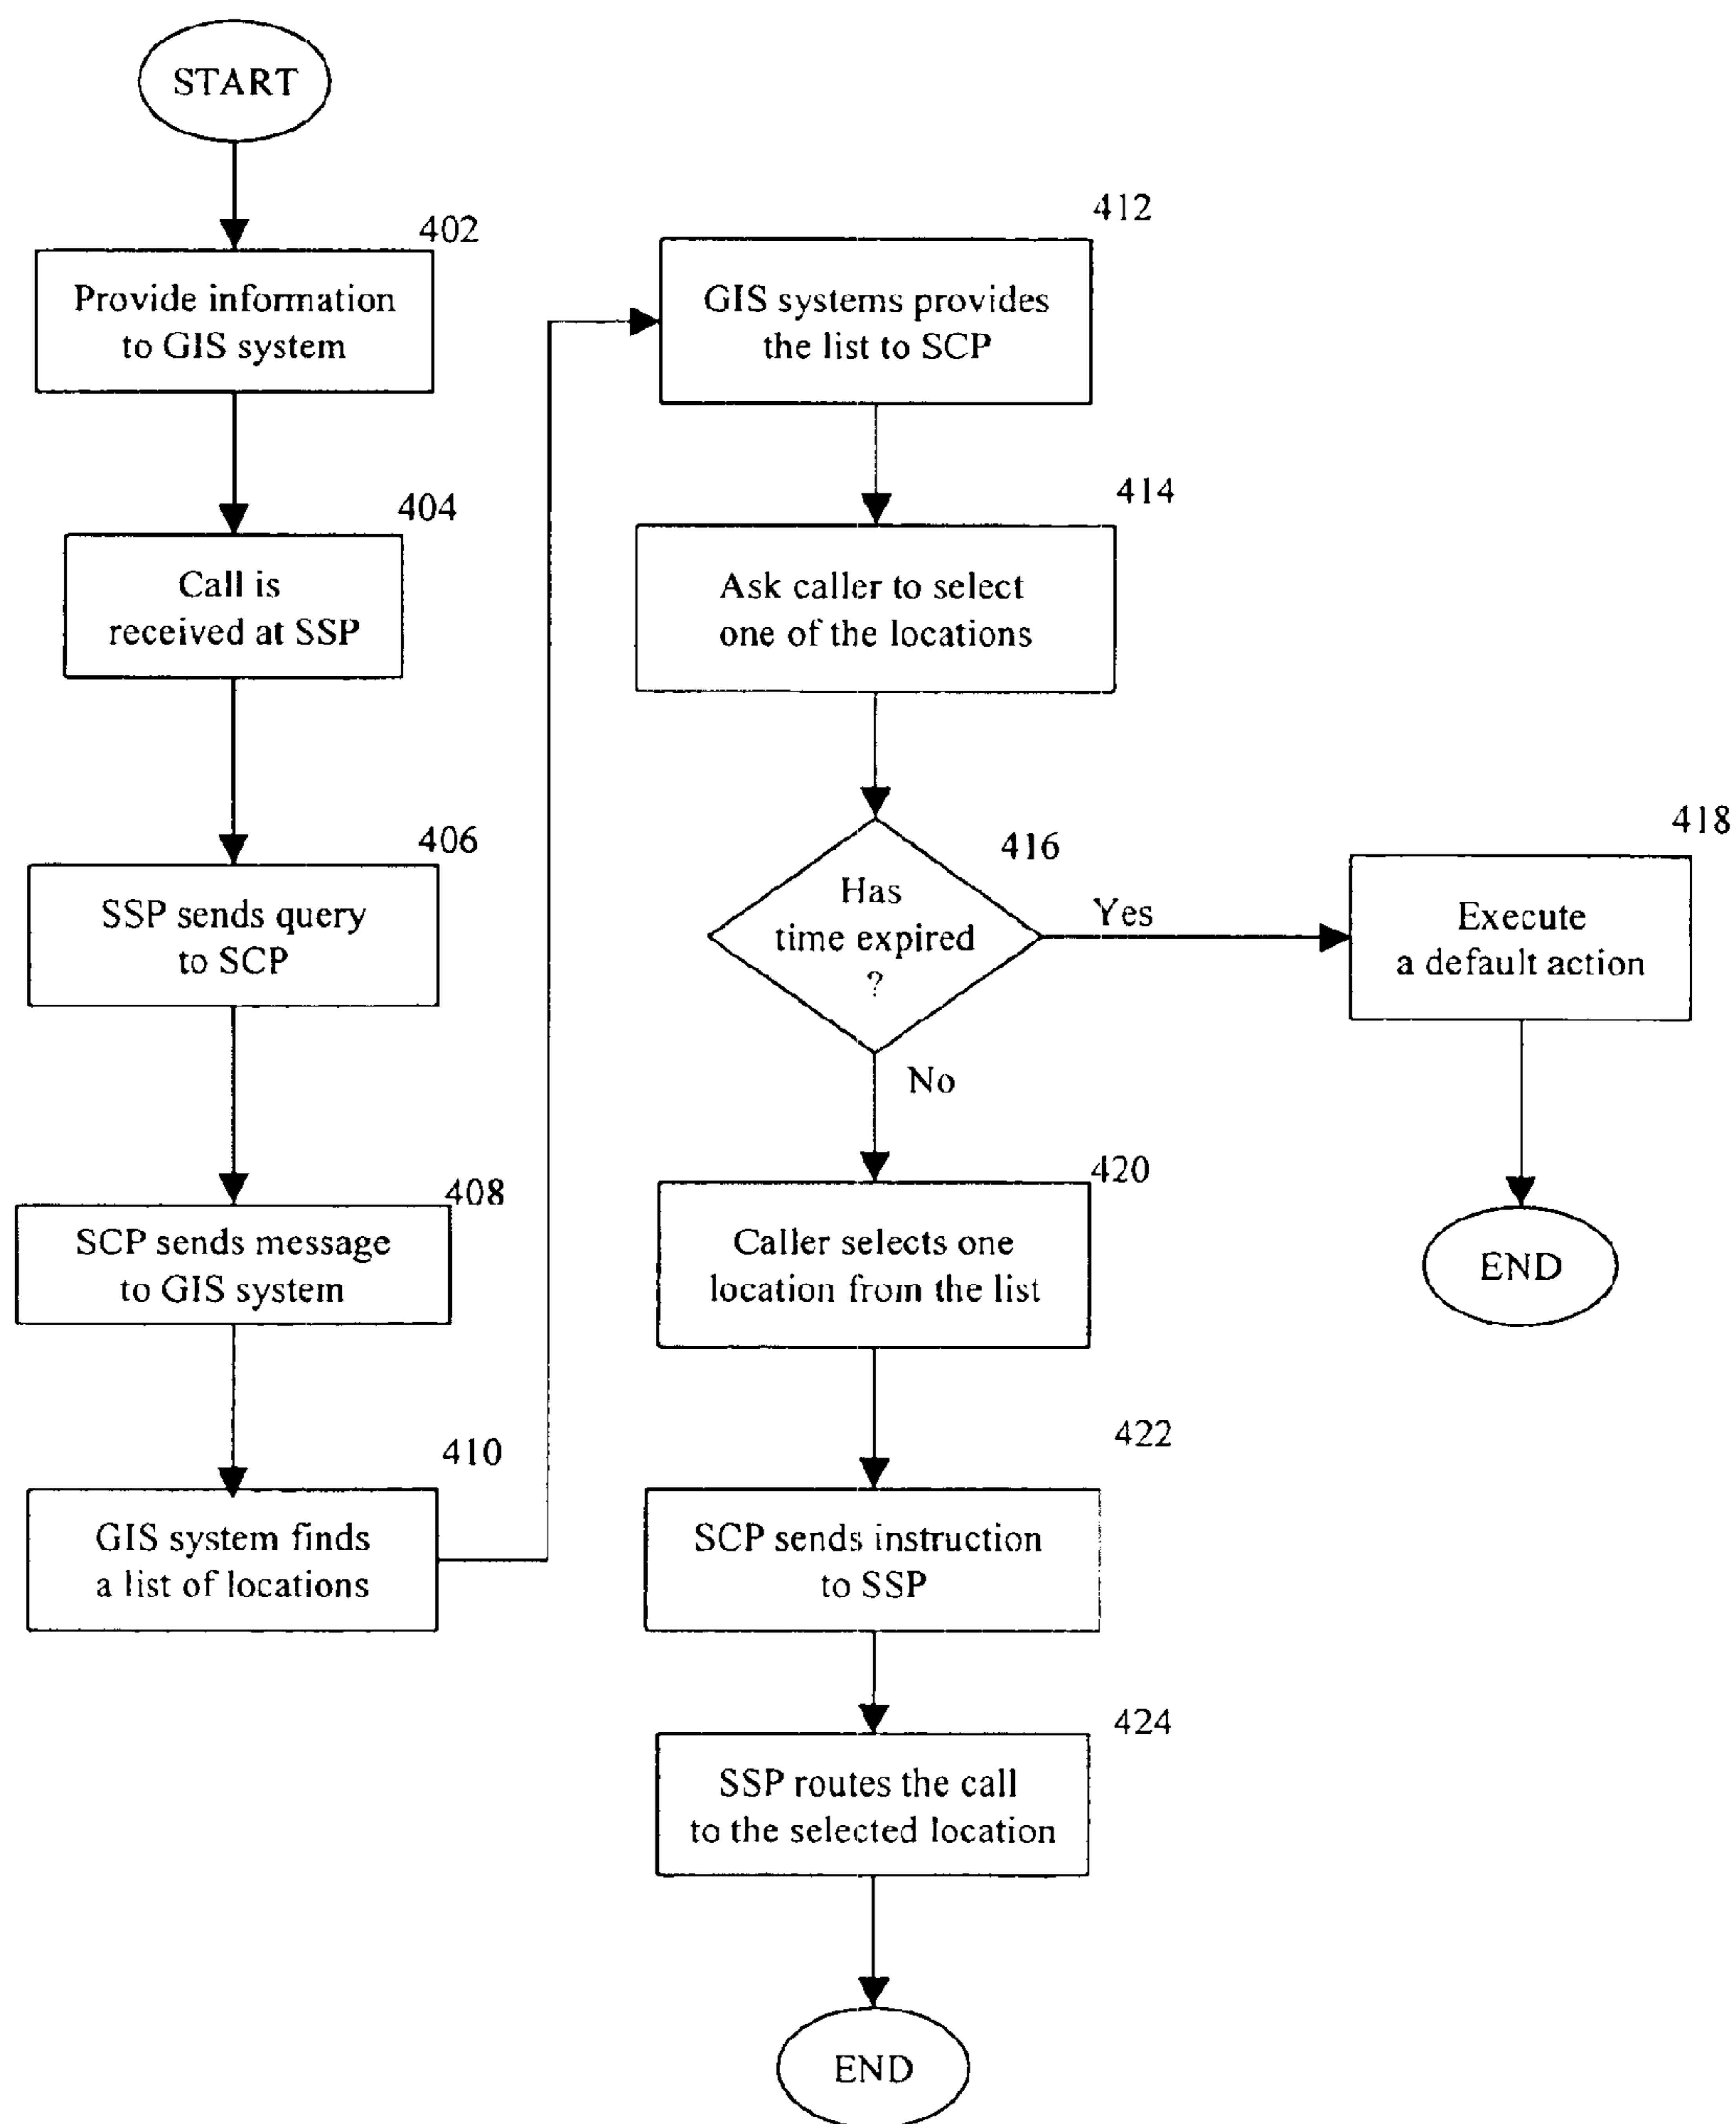 START
402
Provide information
to GIS system
404
Call is
received at SSP
406
SSP sends query
to SCP
408
SCP sends message
to GIS system
410
GIS system finds
a list of locations
412
GIS systems provides
the list to SCP
414
Ask caller to select
one of the locations
416
Has
time expired
?
Yes
418
Execute
a default action
END
No
420
Caller selects one
location from the list
422
SCP sends instruction
to SSP
424
SSP routes the call
to the selected location
END